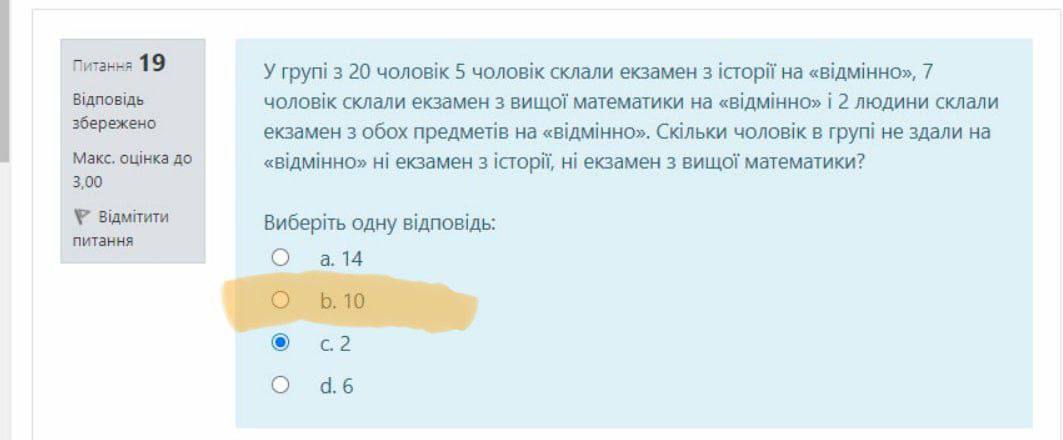 Питання 19
Відповідь
збережено
Макс. оцінка до
3,00
Відмітити
питання
У групі з 20 чоловік 5 чоловік склали екзамен з історії на «відмінно», 7
чоловік склали екзамен з вищої математики на «відмінно» і 2 людини склали
екзамен з обох предметів на «відмінно». Скільки чоловік в групі не здали на
«відмінно» ні екзамен з історії, ні екзамен з вищої математики?
Виберіть одну відповідь:
a. 14
b. 10
c. 2
d. 6